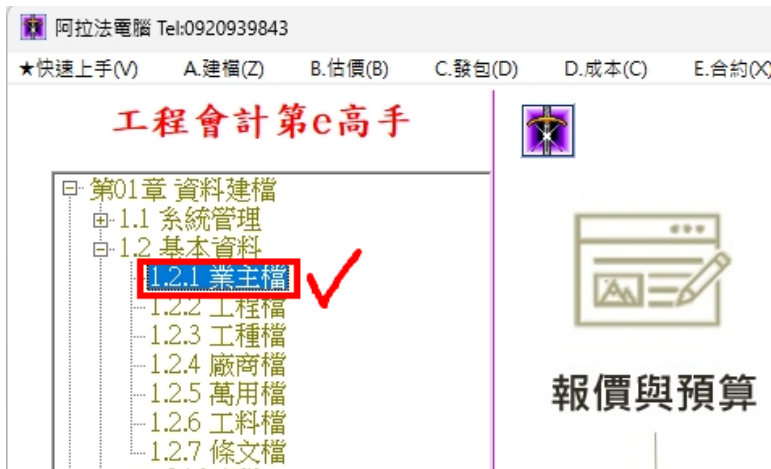 阿拉法電腦 Tel:0920939843
★快速上手(V) A.建檔(Z) B.估價(B) C.發包(D) D.成本(C) E.合約(X)
工程會計第e高手
第01章 資料建檔
1.1 系統管理
1.2 基本資料
1.2.1 業主檔
1.2.2 工程檔
1.2.3 工種檔
1.2.4 廠商檔
1.2.5 萬用檔
1.2.6 工料檔
1.2.7 條文檔
報價與預算